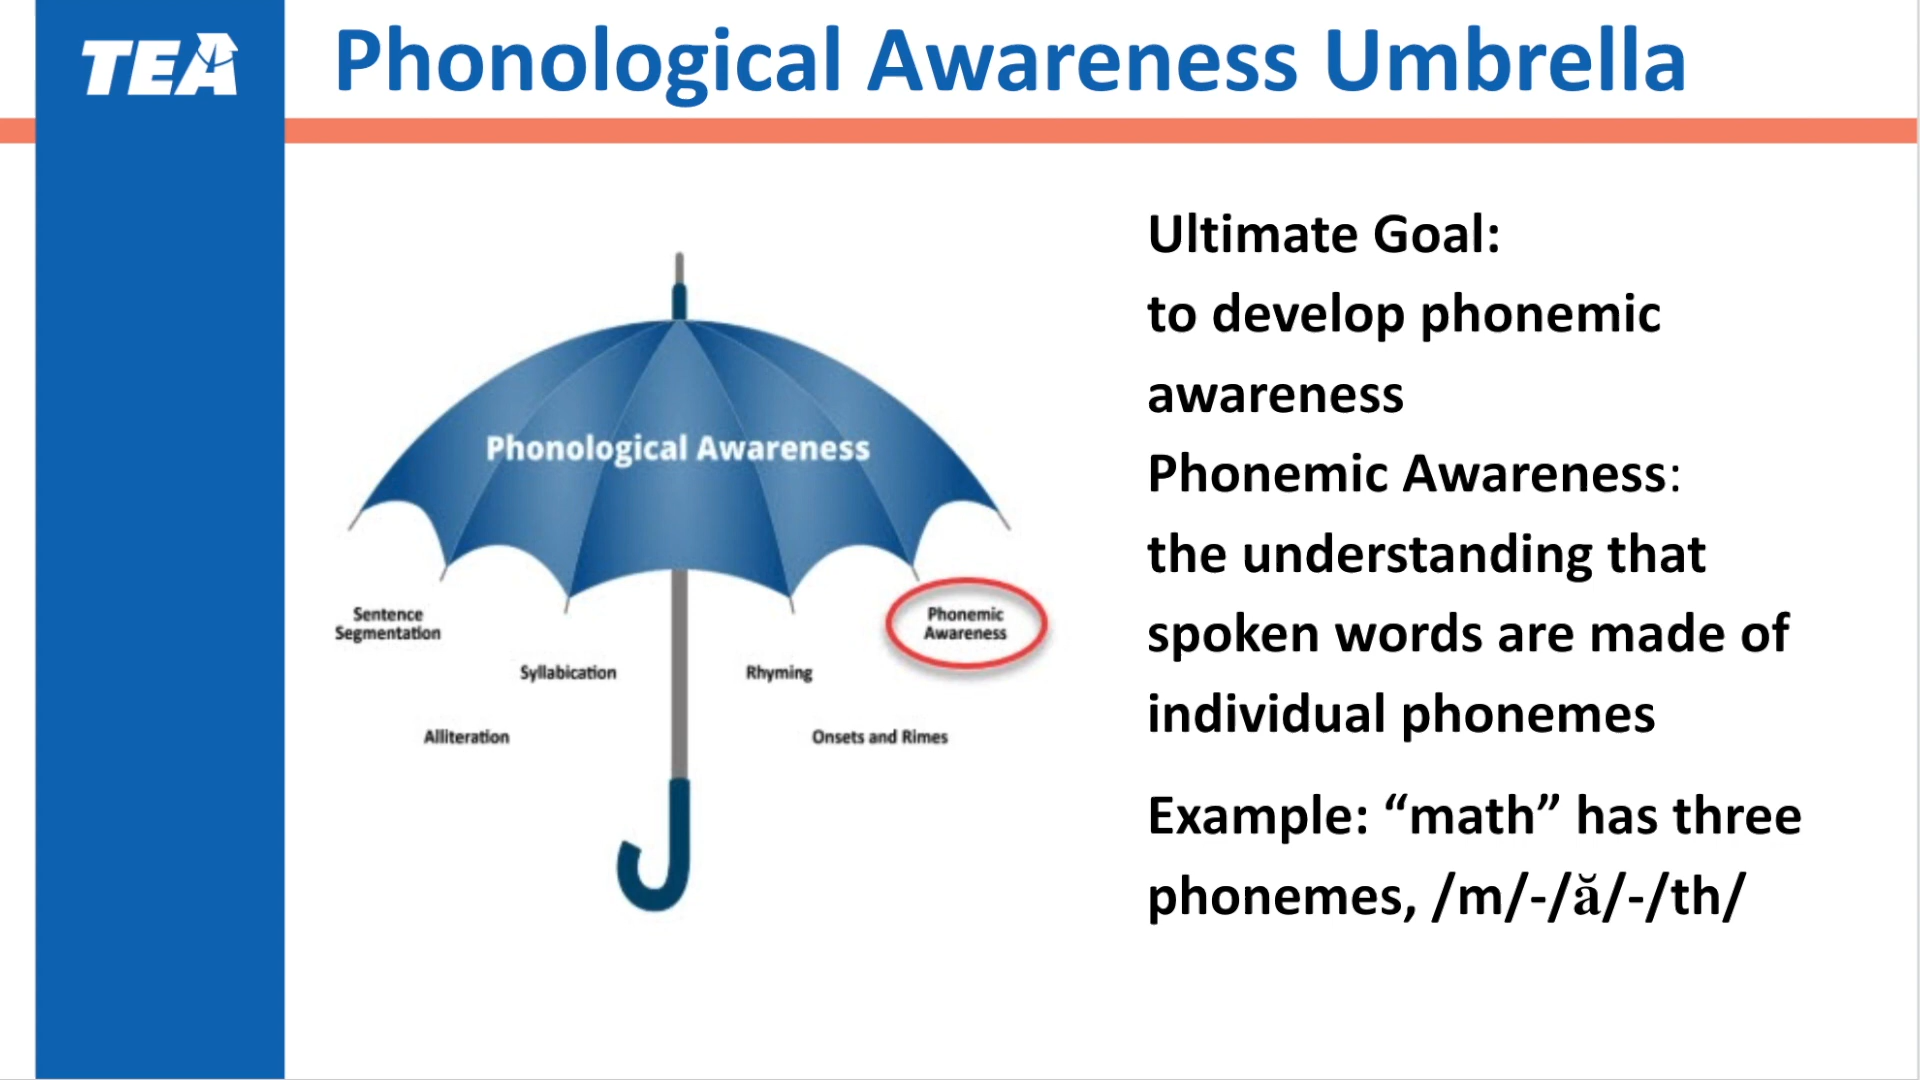 TEA
Phonological Awareness Umbrella
Phonological Awareness
Sentence
Segmentation
Alliteration
Syllabication
Rhyming
Onsets and Rimes
Phonemic
Awareness
Ultimate Goal:
to develop phonemic
awareness
Phonemic Awareness:
the understanding that
spoken words are made of
individual phonemes
Example: “math” has three
phonemes, /m/-/ă/-/th/